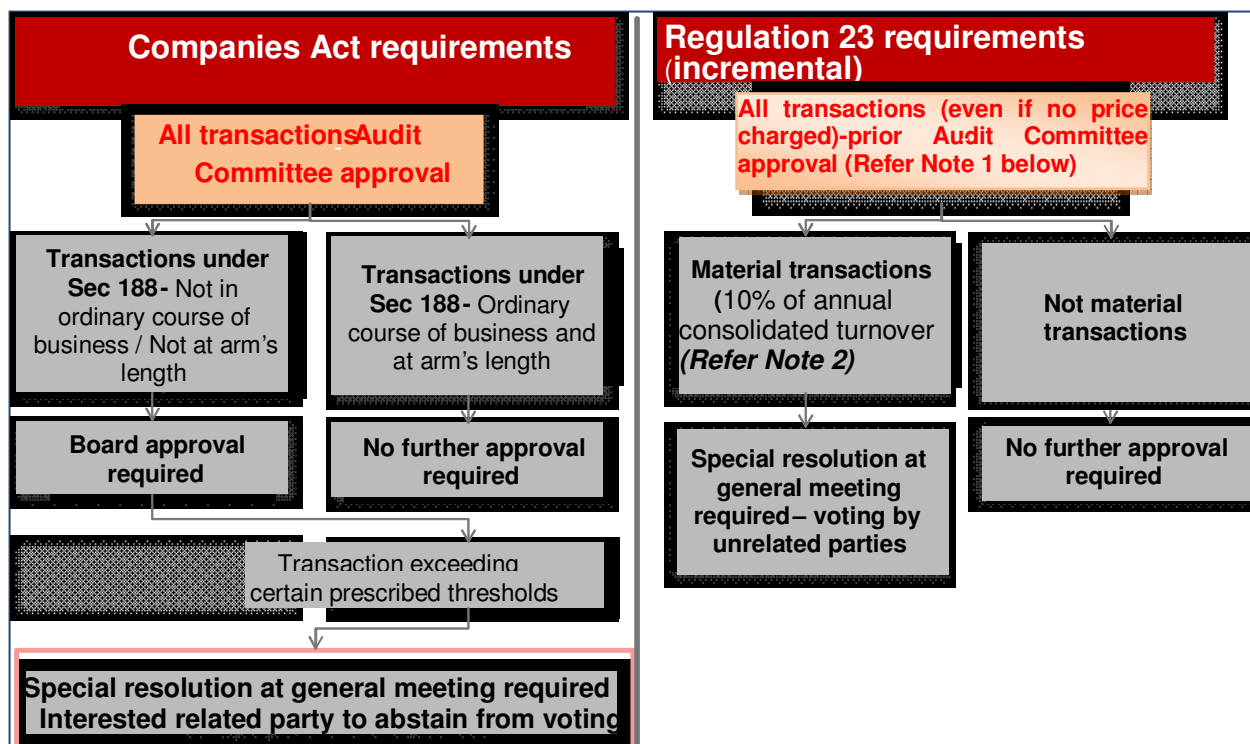 Companies Act requirements
All transactions-Audit
Committee approval
Transactions under
Sec 188- Not in
ordinary course of
business / Not at arm's
length
Transactions under
Sec 188- Ordinary
course of business and
at arm's length
Board approval
required
No further approval
required
Transaction exceeding
certain prescribed thresholds
Special resolution at general meeting required
Interested related party to abstain from voting
Regulation 23 requirements
(incremental)
All transactions (even if no price
charged)-prior Audit Committee
approval (Refer Note 1 below)
Material transactions
(10% of annual
consolidated turnover
(Refer Note 2)
Not material
transactions
Special resolution at
general meeting
required– voting by
unrelated parties
No further approval
required